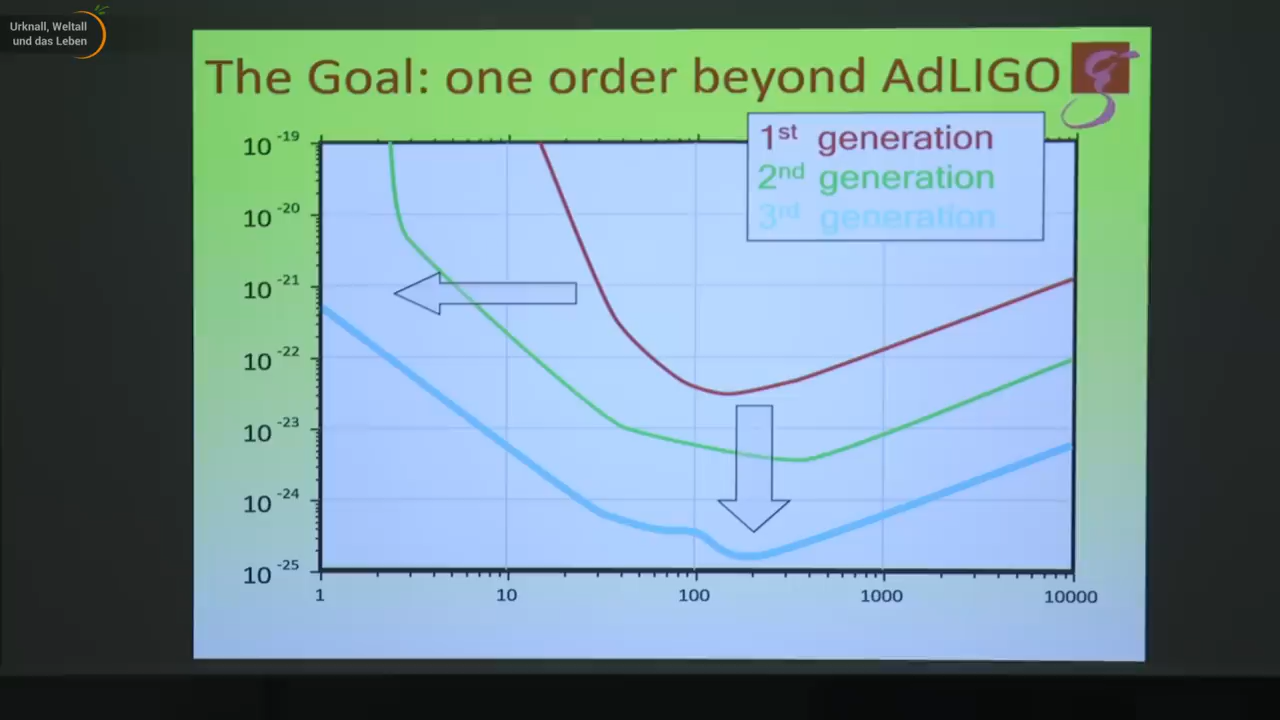 Urknall, Weltall
und das Leben
The Goal: one order beyond AdLIGO
1st generation
2nd generation
3rd generation
10 -19
10 -20
10 -21
10 -22
10 -23
10 -24
10 -25
1 10 100 1000 10000